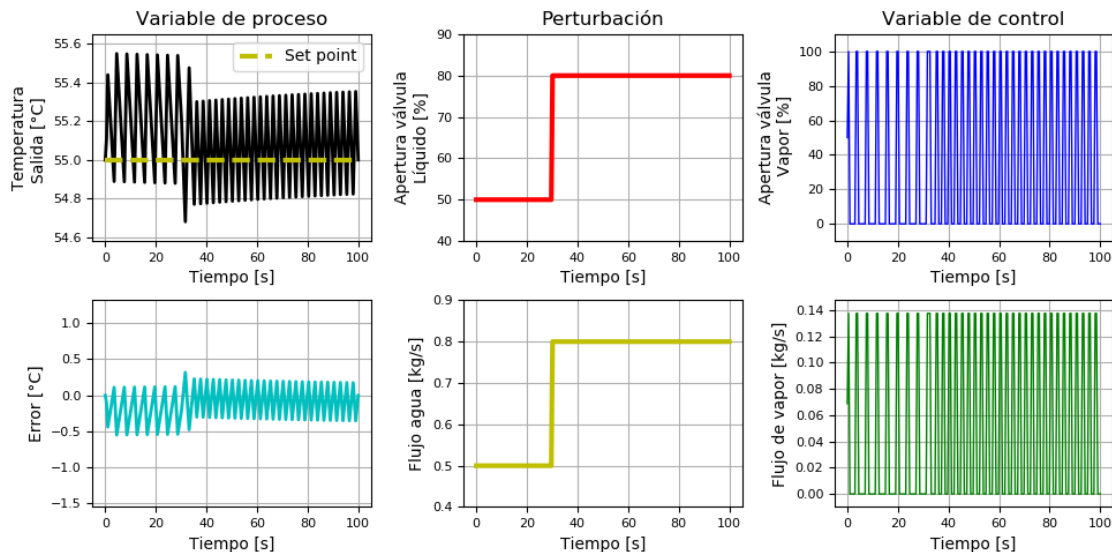 Variable de proceso
Temperatura
Salida [°C]
55.6
55.4
55.2
55.0
54.8
54.6
Set point
0 20 40 60 80 100
Tiempo [s]
Perturbación
Apertura válvula
Líquido [%]
90
80
70
60
50
40
0 20 40 60 80 100
Tiempo [s]
Variable de control
Apertura válvula
Vapor [%]
100
80
60
40
20
0
0 20 40 60 80 100
Tiempo [s]
Error [°C]
1.0
0.5
0.0
−0.5
−1.0
−1.5
0 20 40 60 80 100
Tiempo [s]
Flujo agua [kg/s]
0.9
0.8
0.7
0.6
0.5
0.4
0 20 40 60 80 100
Tiempo [s]
Flujo de vapor [kg/s]
0.14
0.12
0.10
0.08
0.06
0.04
0.02
0.00
0 20 40 60 80 100
Tiempo [s]